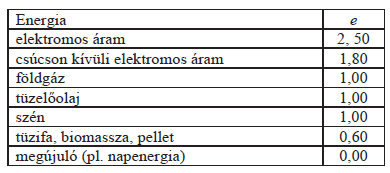 Energia e
elektromos áram 2, 50
csúcson kívüli elektromos áram 1,80
földgáz 1,00
tüzelőolaj 1,00
szén 1,00
tüzifa, biomassza, pellet 0,60
megújuló (pl. napenergia) 0,00